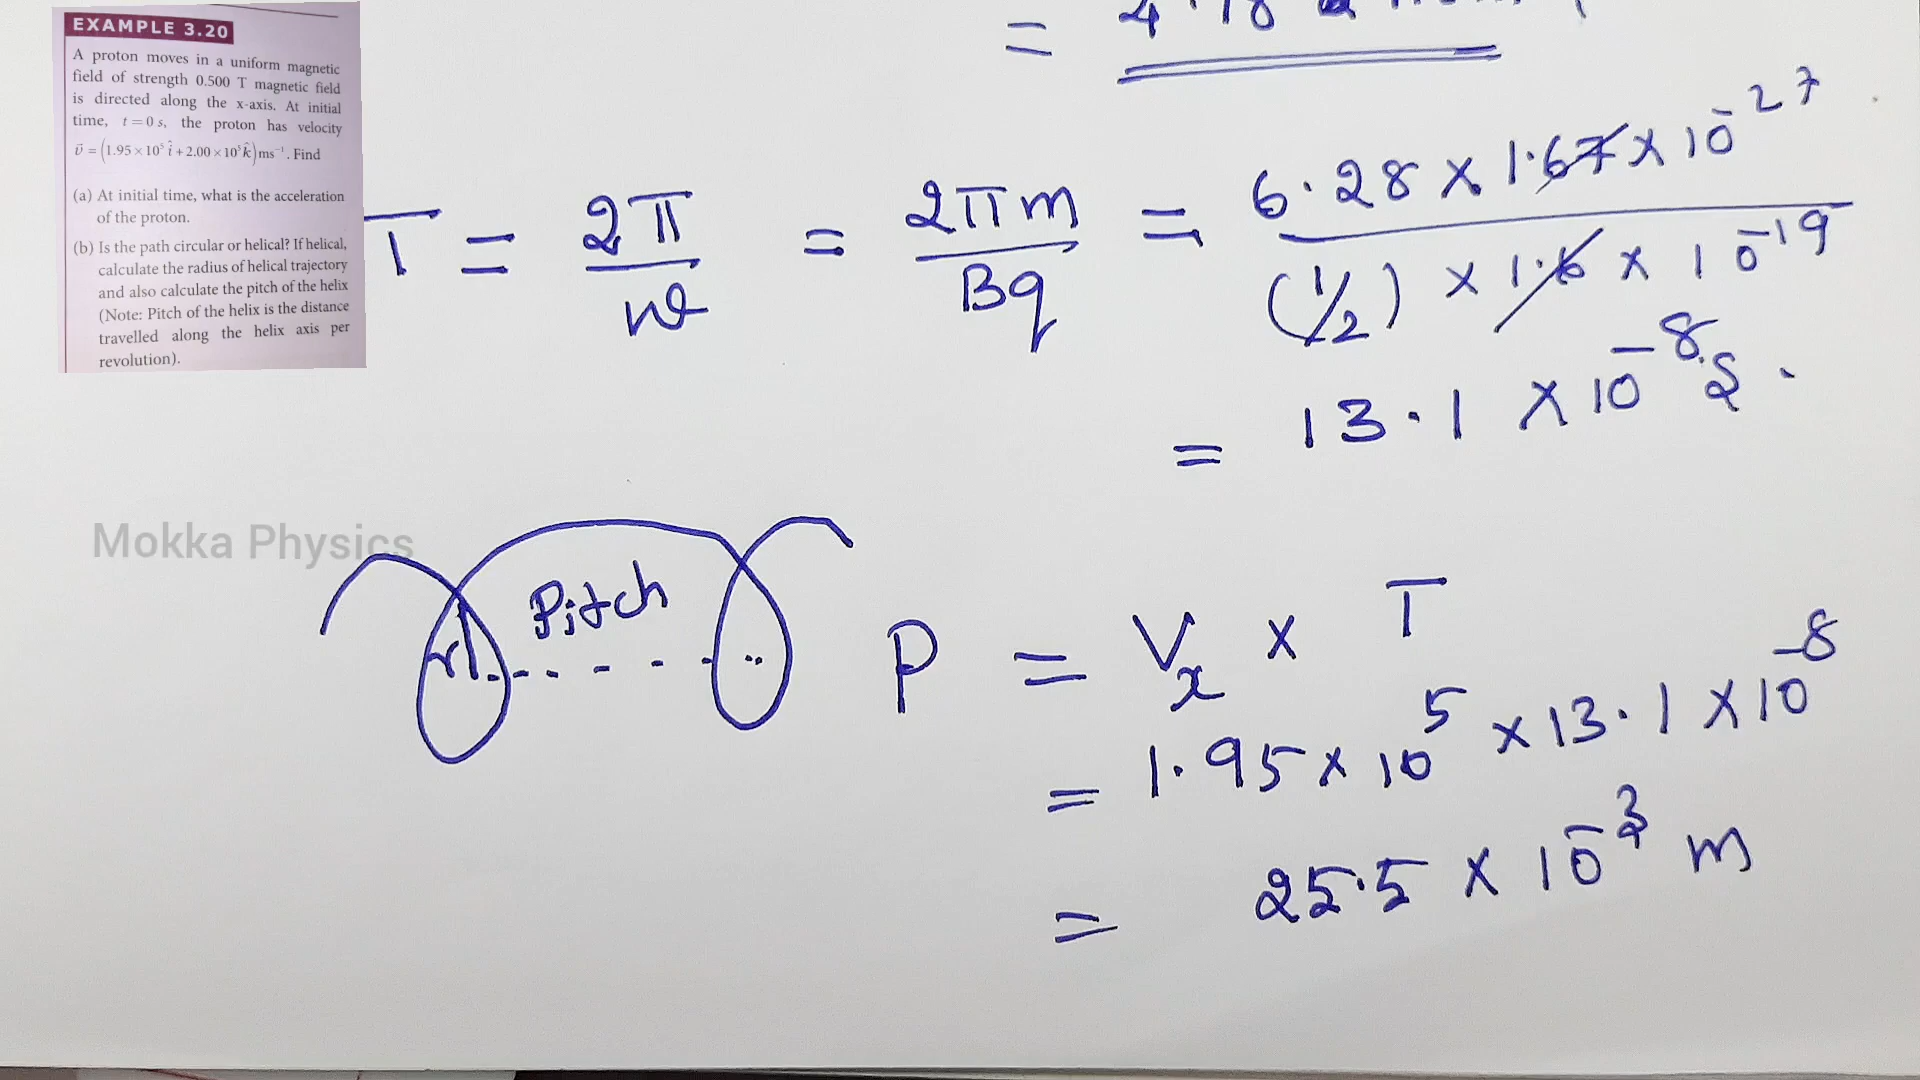 EXAMPLE 3.20
A proton moves in a uniform magnetic
field of strength 0.500 T magnetic field
is directed along the x-axis. At initial
time, t = 0 s, the proton has velocity
v⃗ = (1.95 × 10⁵ î + 2.00 × 10⁵ k̂) ms⁻¹. Find
(a) At initial time, what is the acceleration
of the proton.
(b) Is the path circular or helical? If helical,
calculate the radius of helical trajectory
and also calculate the pitch of the helix
(Note: Pitch of the helix is the distance
travelled along the helix axis per
revolution).
T = 2π/ω = 2πm/Bq = 6.28 × 1.67 × 10⁻²⁷ / (1/2) × 1.6 × 10⁻¹⁹
= 13.1 × 10⁻⁸ s.
Mokka Physics
Pitch
r
P = Vₓ × T
= 1.95 × 10⁵ × 13.1 × 10⁻⁸
= 25.5 × 10⁻³ m